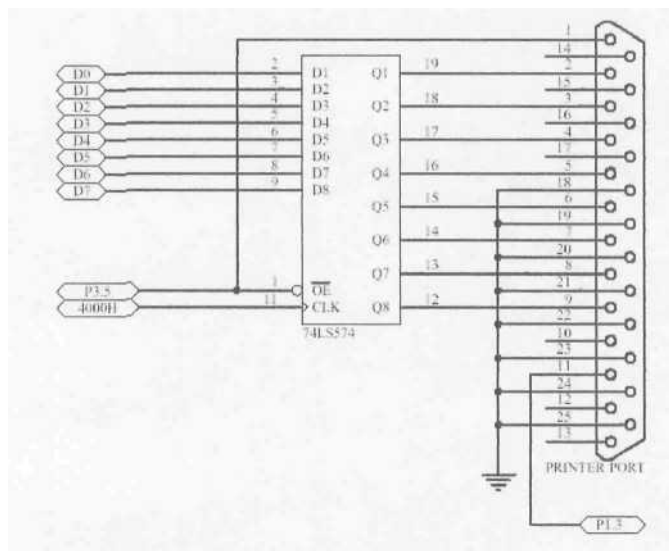 1
14
2
15
3
16
4
17
5
18
6
19
7
20
8
21
9
22
10
23
11
24
12
25
13
D0 2 D1 Q1 19
D1 3 D2
D2 4 D3 Q2 18
D3 5 D4
D4 6 D5 Q3 17
D5 7 D6
D6 8 D7 Q4 16
D7 9 D8
Q5 15
Q6 14
Q7 13
P3.5 1 OE
4000H 11 CLK Q8 12
74LS574
PRINTER PORT
P1.3